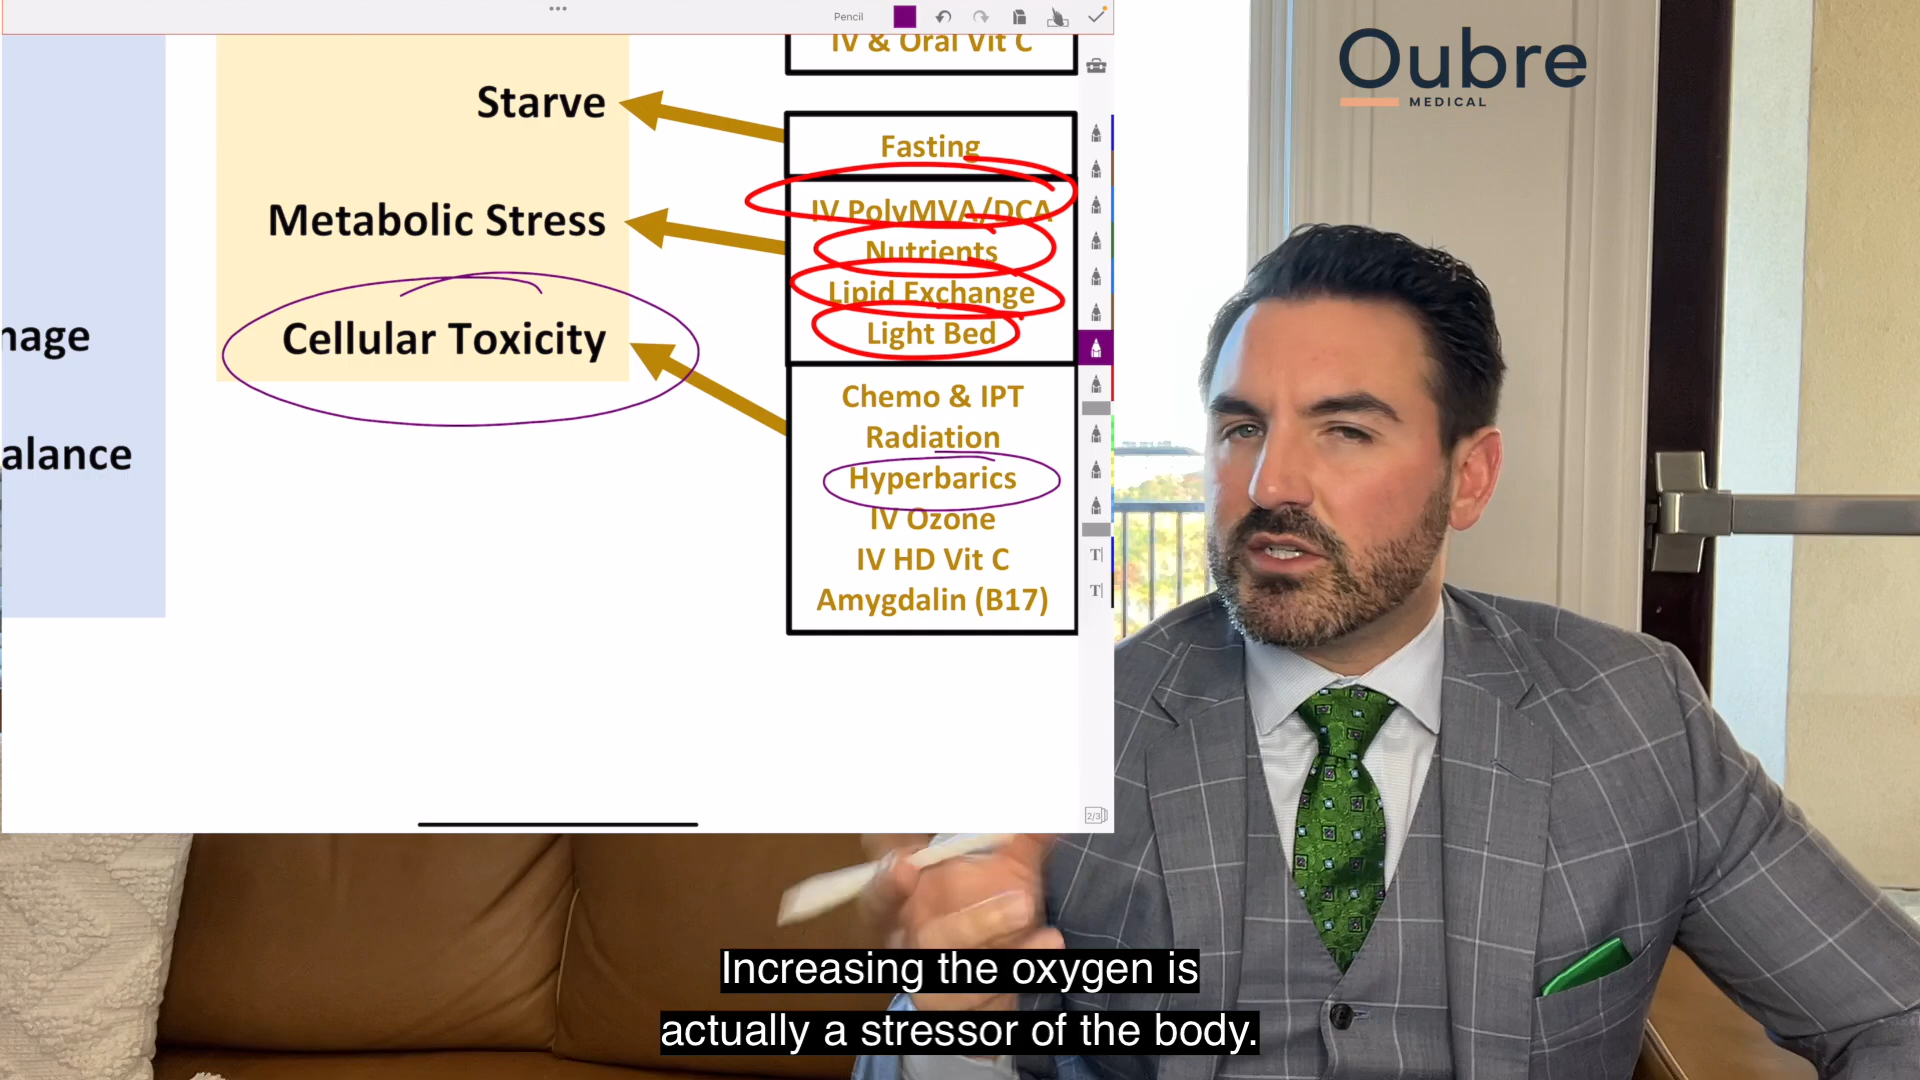 Pencil
Oubre
MEDICAL
IV & Oral Vit C
Starve
Fasting
Metabolic Stress
IV PolyMVA/DCA
Nutrients
Lipid Exchange
Light Bed
Cellular Toxicity
nage
alance
Chemo & IPT
Radiation
Hyperbarics
IV Ozone
IV HD Vit C
Amygdalin (B17)
T
T
2/3
Increasing the oxygen is
actually a stressor of the body.